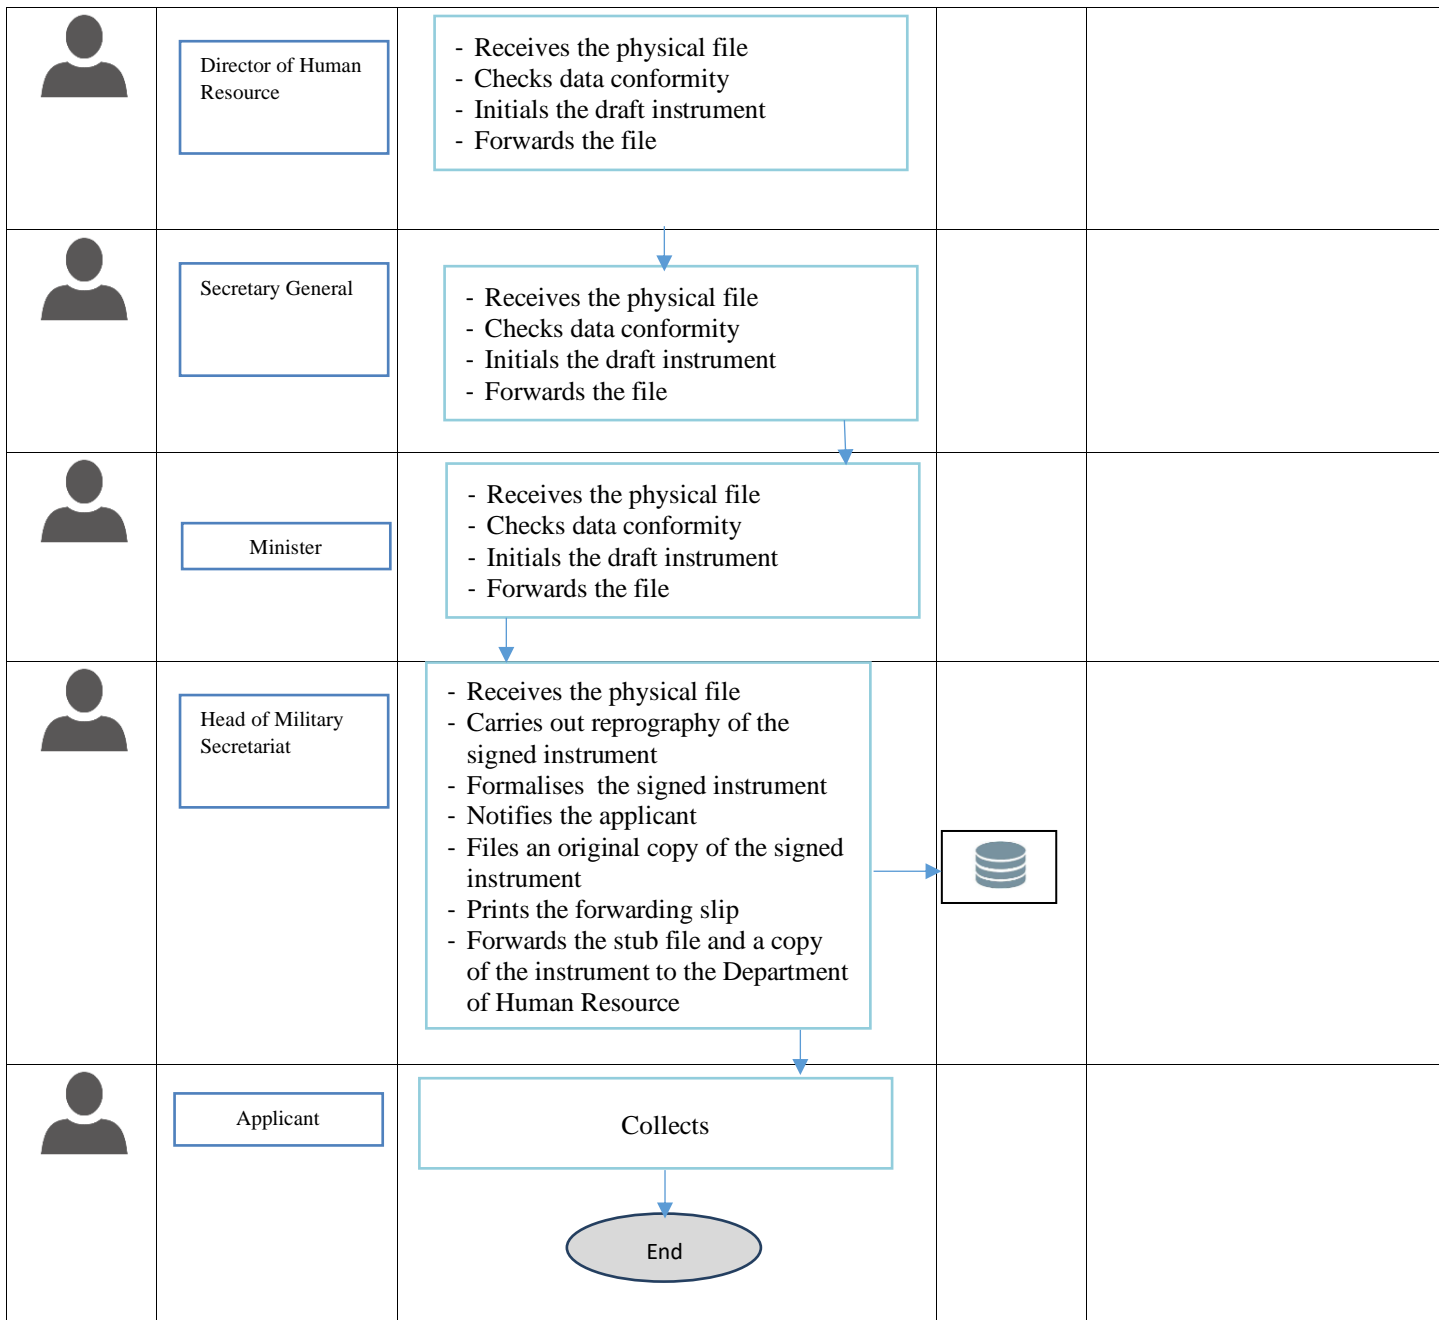 Director of Human
Resource
- Receives the physical file
- Checks data conformity
- Initials the draft instrument
- Forwards the file
Secretary General
- Receives the physical file
- Checks data conformity
- Initials the draft instrument
- Forwards the file
Minister
- Receives the physical file
- Checks data conformity
- Initials the draft instrument
- Forwards the file
Head of Military
Secretariat
- Receives the physical file
- Carries out reprography of the
signed instrument
- Formalises  the signed instrument
- Notifies the applicant
- Files an original copy of the signed
instrument
- Prints the forwarding slip
- Forwards the stub file and a copy
of the instrument to the Department
of Human Resource
Applicant
Collects
End